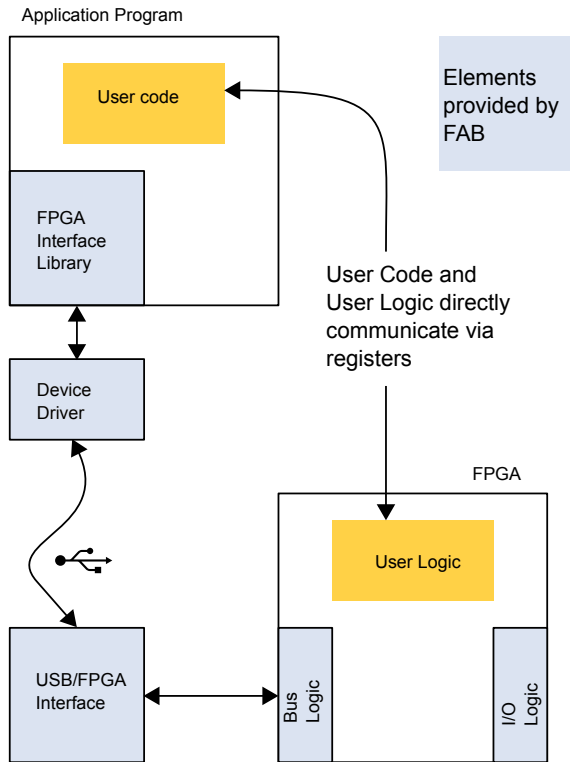 Application Program
User code
Elements
provided by
FAB
FPGA
Interface
Library
User Code and
User Logic directly
communicate via
registers
Device
Driver
FPGA
User Logic
USB/FPGA
Interface
Bus
Logic
I/O
Logic